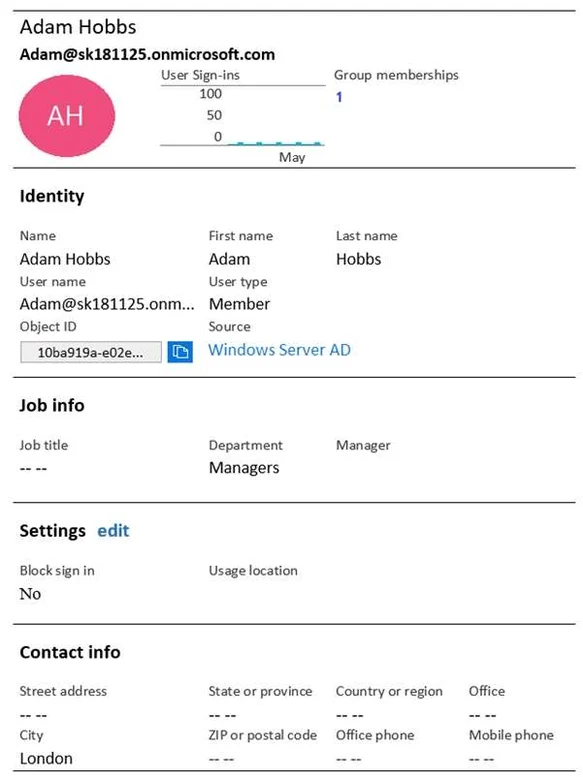 Adam Hobbs
Adam@sk181125.onmicrosoft.com
AH
User Sign-ins
100
50
0
May
Group memberships
1
Identity
Name First name Last name
Adam Hobbs Adam Hobbs
User name User type
Adam@sk181125.onm... Member
Object ID Source
10ba919a-e02e... Windows Server AD
Job info
Job title Department Manager
-- -- Managers
Settings edit
Block sign in Usage location
No
Contact info
Street address State or province Country or region Office
-- -- -- -- -- -- -- --
City ZIP or postal code Office phone Mobile phone
London -- -- -- -- -- --